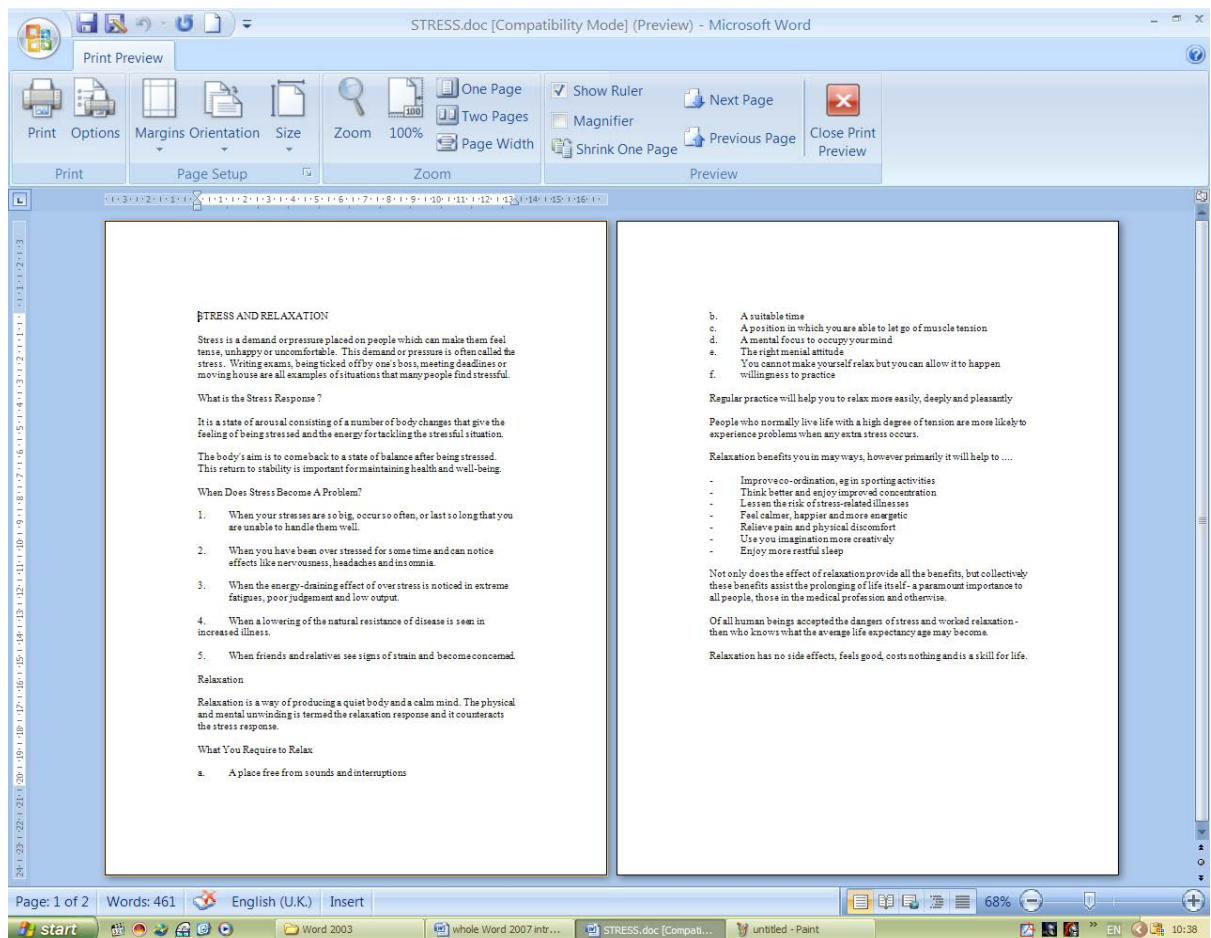 STRESS.doc [Compatibility Mode] (Preview) - Microsoft Word
Print Preview
Print
Options
Margins
Orientation
Size
Zoom
100
100%
One Page
Two Pages
Page Width
Show Ruler
Magnifier
Shrink One Page
Next Page
Previous Page
Close Print
Preview
Print
Page Setup
Zoom
Preview
STRESS AND RELAXATION
Stress is a demand or pressure placed on people which can make them feel
tense, unhappy or uncomfortable. This demand or pressure is often called the
stress. Writing exams, being ticked off by one's boss, meeting deadlines or
moving house are all examples of situations that many people find stressful.
What is the Stress Response ?
It is a state of arousal consisting of a number of body changes that give the
feeling of being stressed and the energy for tackling the stressful situation.
The body's aim is to come back to a state of balance after being stressed.
This return to stability is important for maintaining health and well-being.
When Does Stress Become A Problem?
1. When your stresses are so big, occur so often, or last so long that you
are unable to handle them well.
2. When you have been over stressed for some time and can notice
effects like nervousness, headaches and insomnia.
3. When the energy-draining effect of over stress is noticed in extreme
fatigues, poor judgement and low output.
4. When a lowering of the natural resistance of disease is seen in
increased illness.
5. When friends and relatives see signs of strain and become concerned.
Relaxation
Relaxation is a way of producing a quiet body and a calm mind. The physical
and mental unwinding is termed the relaxation response and it counteracts
the stress response.
What You Require to Relax
a. A place free from sounds and interruptions
b. A suitable time
c. A position in which you are able to let go of muscle tension
d. A mental focus to occupy your mind
e. The right menial attitude
You cannot make yourself relax but you can allow it to happen
f. willingness to practice
Regular practice will help you to relax more easily, deeply and pleasantly
People who normally live life with a high degree of tension are more likely to
experience problems when any extra stress occurs.
Relaxation benefits you in may ways, however primarily it will help to ....
- Improve co-ordination, eg in sporting activities
- Think better and enjoy improved concentration
- Lessen the risk of stress-related illnesses
- Feel calmer, happier and more energetic
- Relieve pain and physical discomfort
- Use you imagination more creatively
- Enjoy more restful sleep
Not only does the effect of relaxation provide all the benefits, but collectively
these benefits assist the prolonging of life itself - a paramount importance to
all people, those in the medical profession and otherwise.
Of all human beings accepted the dangers of stress and worked relaxation -
then who knows what the average life expectancy age may become.
Relaxation has no side effects, feels good, costs nothing and is a skill for life.
Page: 1 of 2 Words: 461 English (U.K.) Insert 68%
start Word 2003 whole Word 2007 intr... STRESS.doc [Compati... untitled - Paint EN 10:38